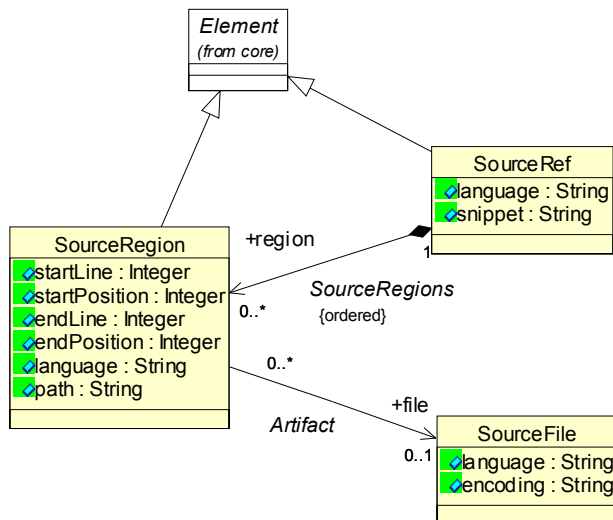 Element
(from core)
SourceRef
language : String
snippet : String
SourceRegion
startLine : Integer
startPosition : Integer
endLine : Integer
endPosition : Integer
language : String
path : String
+region
1
SourceRegions
0..*
{ordered}
0..*
+file
Artifact
0..1
SourceFile
language : String
encoding : String